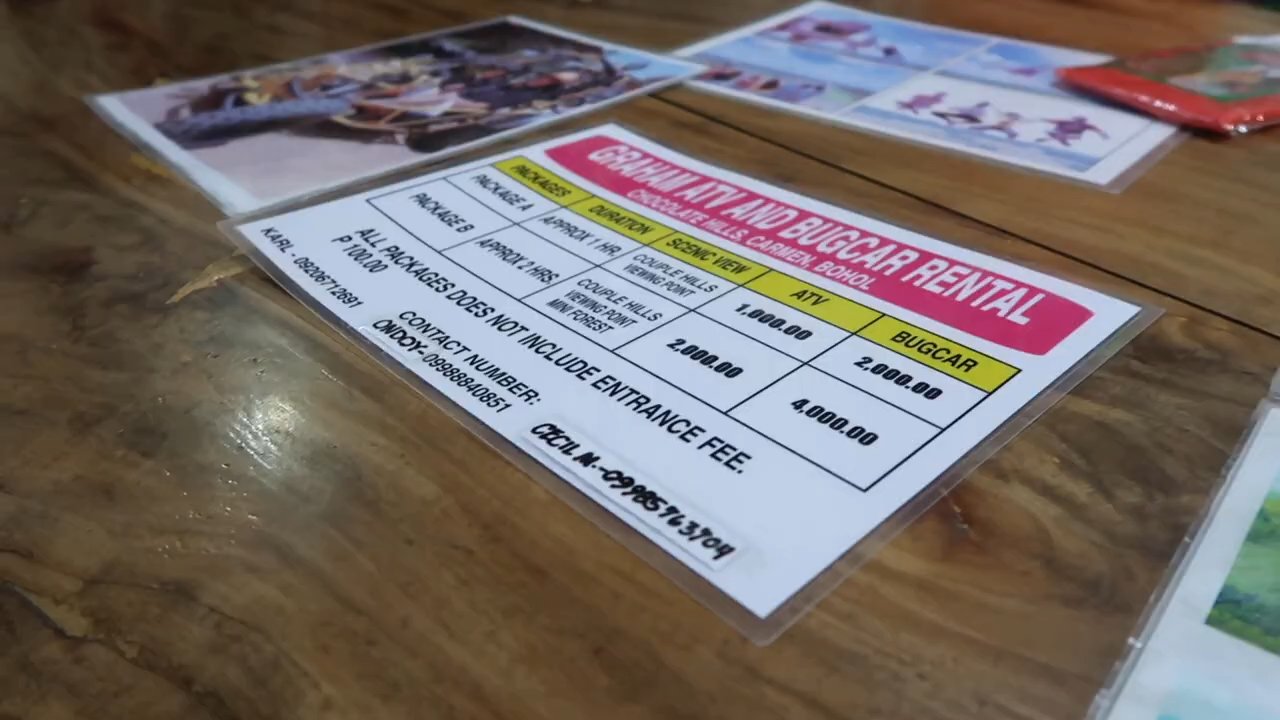 GRAHAM ATV AND BUGCAR RENTAL
CHOCOLATE HILLS, CARMEN, BOHOL
PACKAGES DURATION SCENIC VIEW ATV BUGCAR
PACKAGE A APPROX 1 HR. COUPLE HILLS VIEWING POINT 1,000.00 2,000.00
PACKAGE B APPROX 2 HRS. COUPLE HILLS VIEWING POINT MINI FOREST 2,000.00 4,000.00
ALL PACKAGES DOES NOT INCLUDE ENTRANCE FEE.
P 100.00
CONTACT NUMBER:
KARL - 09206712691
ONDOY- 09988840851
CECIL M.-09985763704